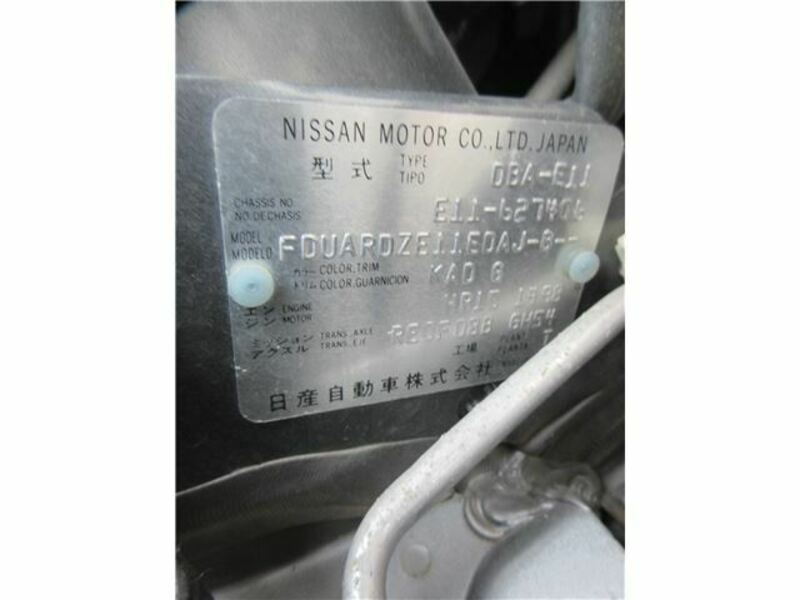 NISSAN MOTOR CO.,LTD.JAPAN
型式 TYPE TIPO DBA-E11
CHASSIS NO. NO.DECHASIS E11-627406
MODEL MODELO FDUARDZE11EDAJ-B--
カラー トリム COLOR,TRIM COLOR,GUARNICION KAD G
エンジン ENGINE MOTOR HR15 1498
ミッション アクスル TRANS.,AXLE TRANS.,EJE RE0F08B GH54
工場 PLANT PLANTA
日産自動車株式会社